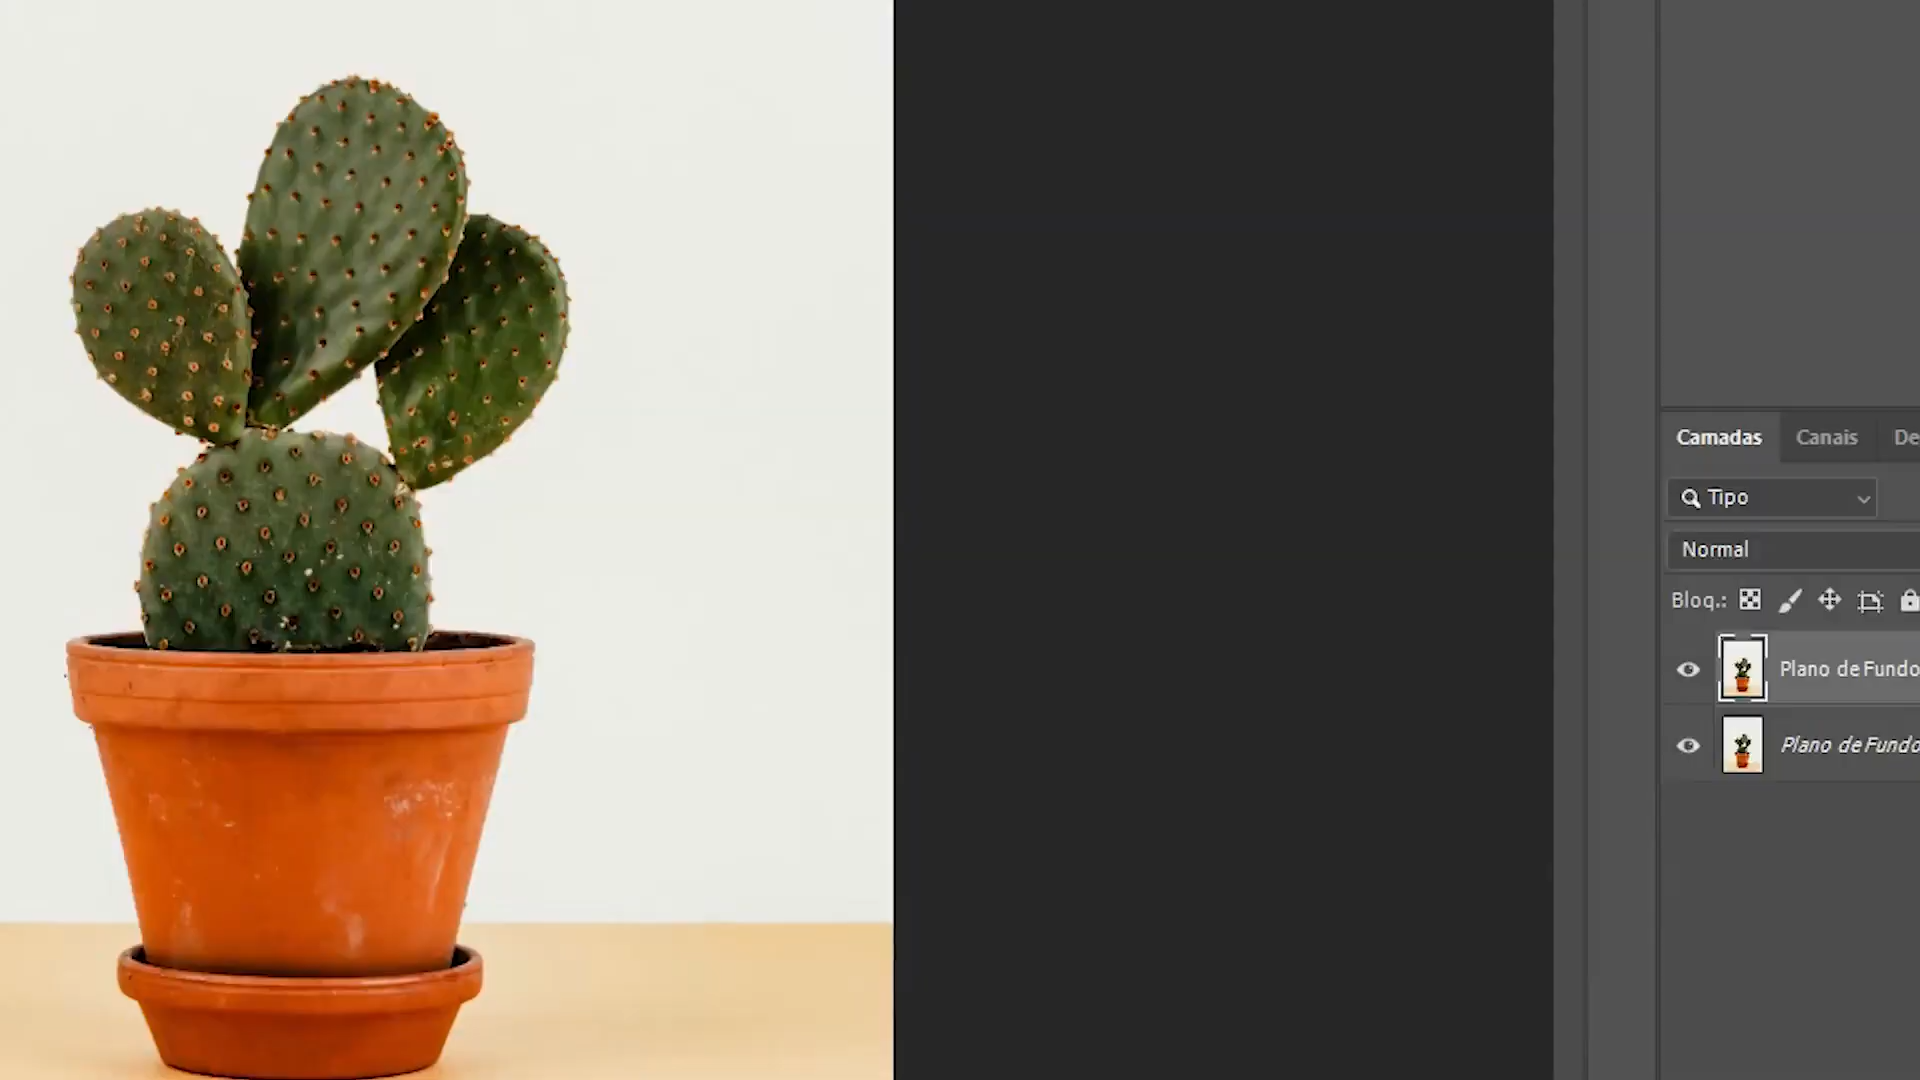 Camadas Canais De
Tipo
Normal
Bloq.:
Plano de Fundo
Plano de Fundo